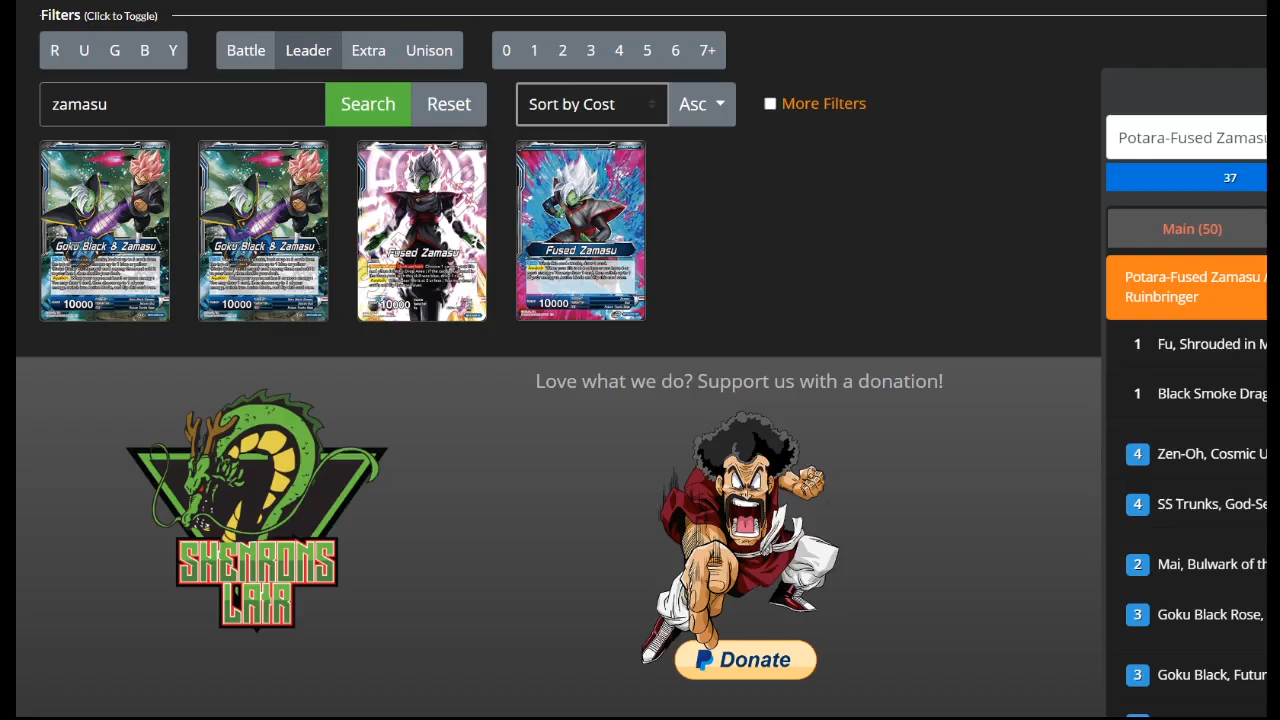 Filters (Click to Toggle)
R U G B Y
Battle Leader Extra Unison
0 1 2 3 4 5 6 7+
zamasu
Search
Reset
Sort by Cost
Asc
More Filters
Goku Black & Zamasu
10000
Goku Black & Zamasu
10000
Fused Zamasu
10000
Fused Zamasu
10000
Potara-Fused Zamasu
37
Main (50)
Potara-Fused Zamasu /
Ruinbringer
1 Fu, Shrouded in M
1 Black Smoke Drag
4 Zen-Oh, Cosmic U
4 SS Trunks, God-Se
2 Mai, Bulwark of th
3 Goku Black Rose,
3 Goku Black, Futur
Love what we do? Support us with a donation!
SHENRONS
LAIR
Donate